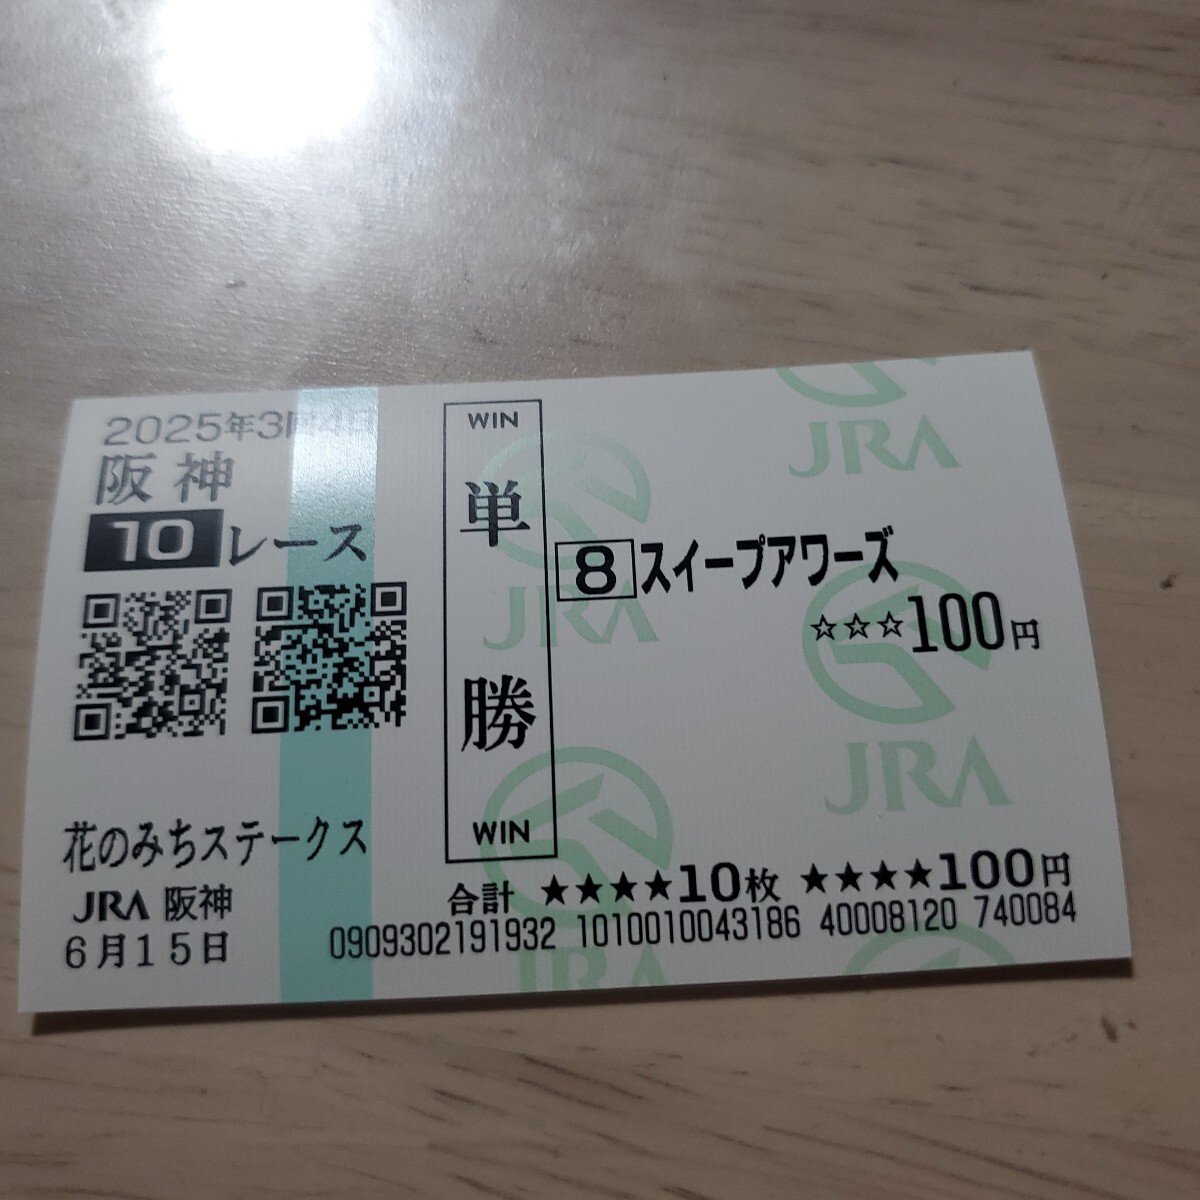 2025年3回4日
阪神
10レース
花のみちステークス
JRA 阪神
6月15日
WIN
単勝
WIN
8 スイープアワーズ
☆☆☆100円
合計 ★★★★10枚 ★★★★100円
0909302191932 1010010043186 40008120 740084
JRA
JRA
JRA
JRA